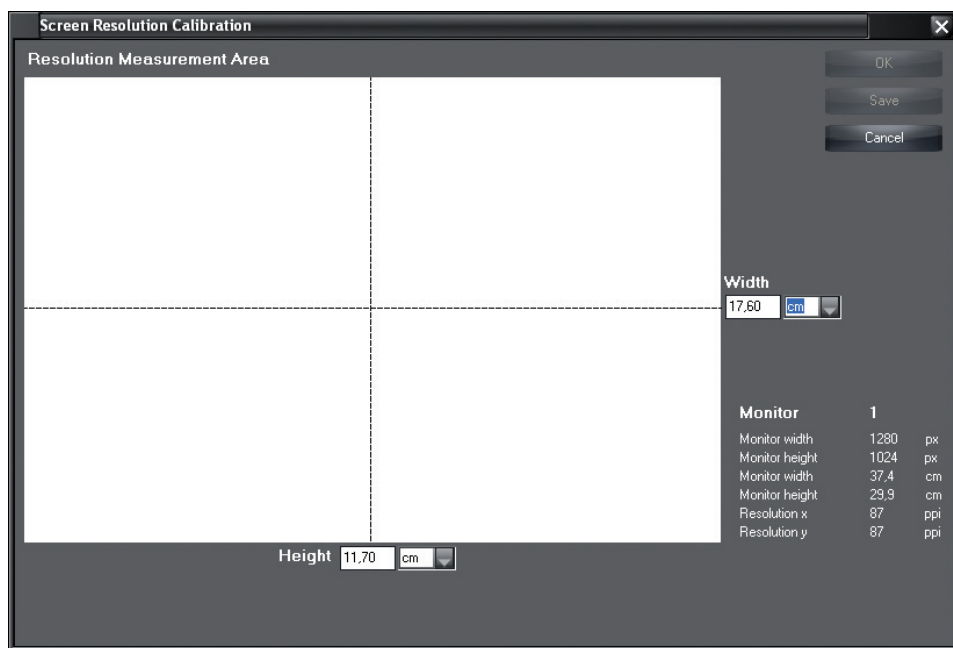 Screen Resolution Calibration
Resolution Measurement Area
OK
Save
Cancel
Width
17,60 cm
Monitor 1
Monitor width 1280 px
Monitor height 1024 px
Monitor width 37,4 cm
Monitor height 29,9 cm
Resolution x 87 ppi
Resolution y 87 ppi
Height 11,70 cm